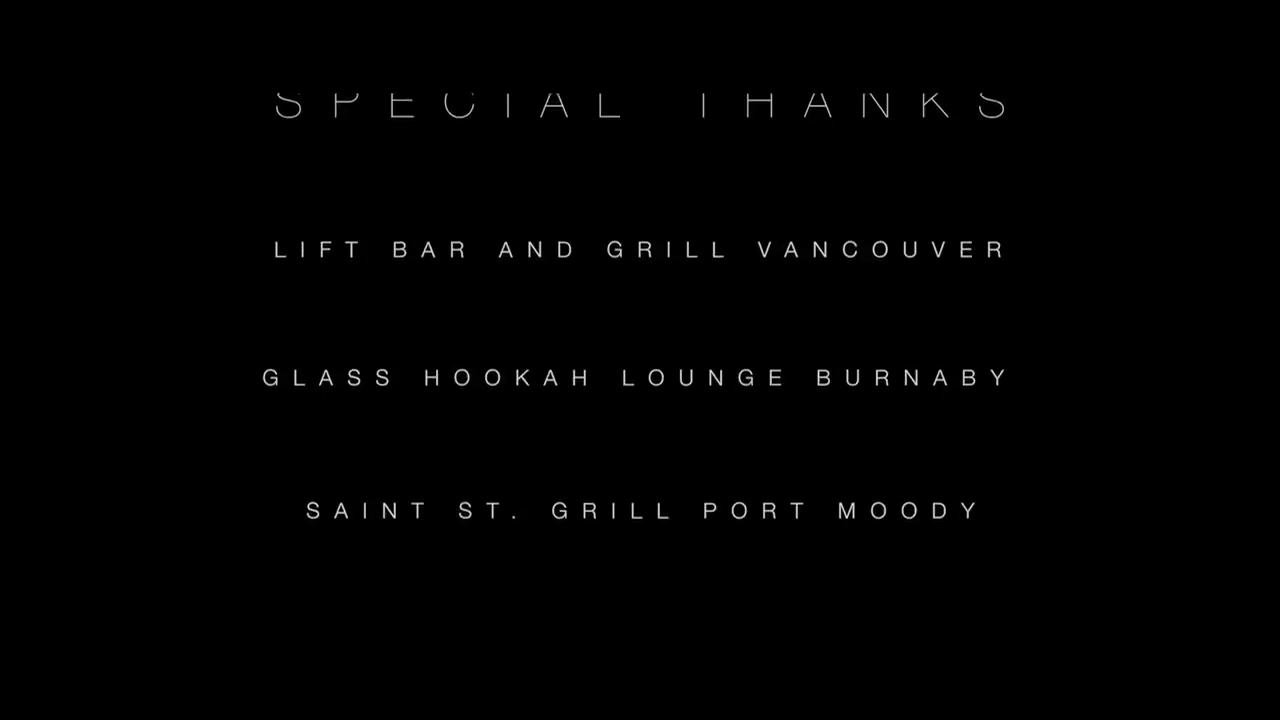 SPECIAL THANKS
LIFT BAR AND GRILL VANCOUVER
GLASS HOOKAH LOUNGE BURNABY
SAINT ST. GRILL PORT MOODY